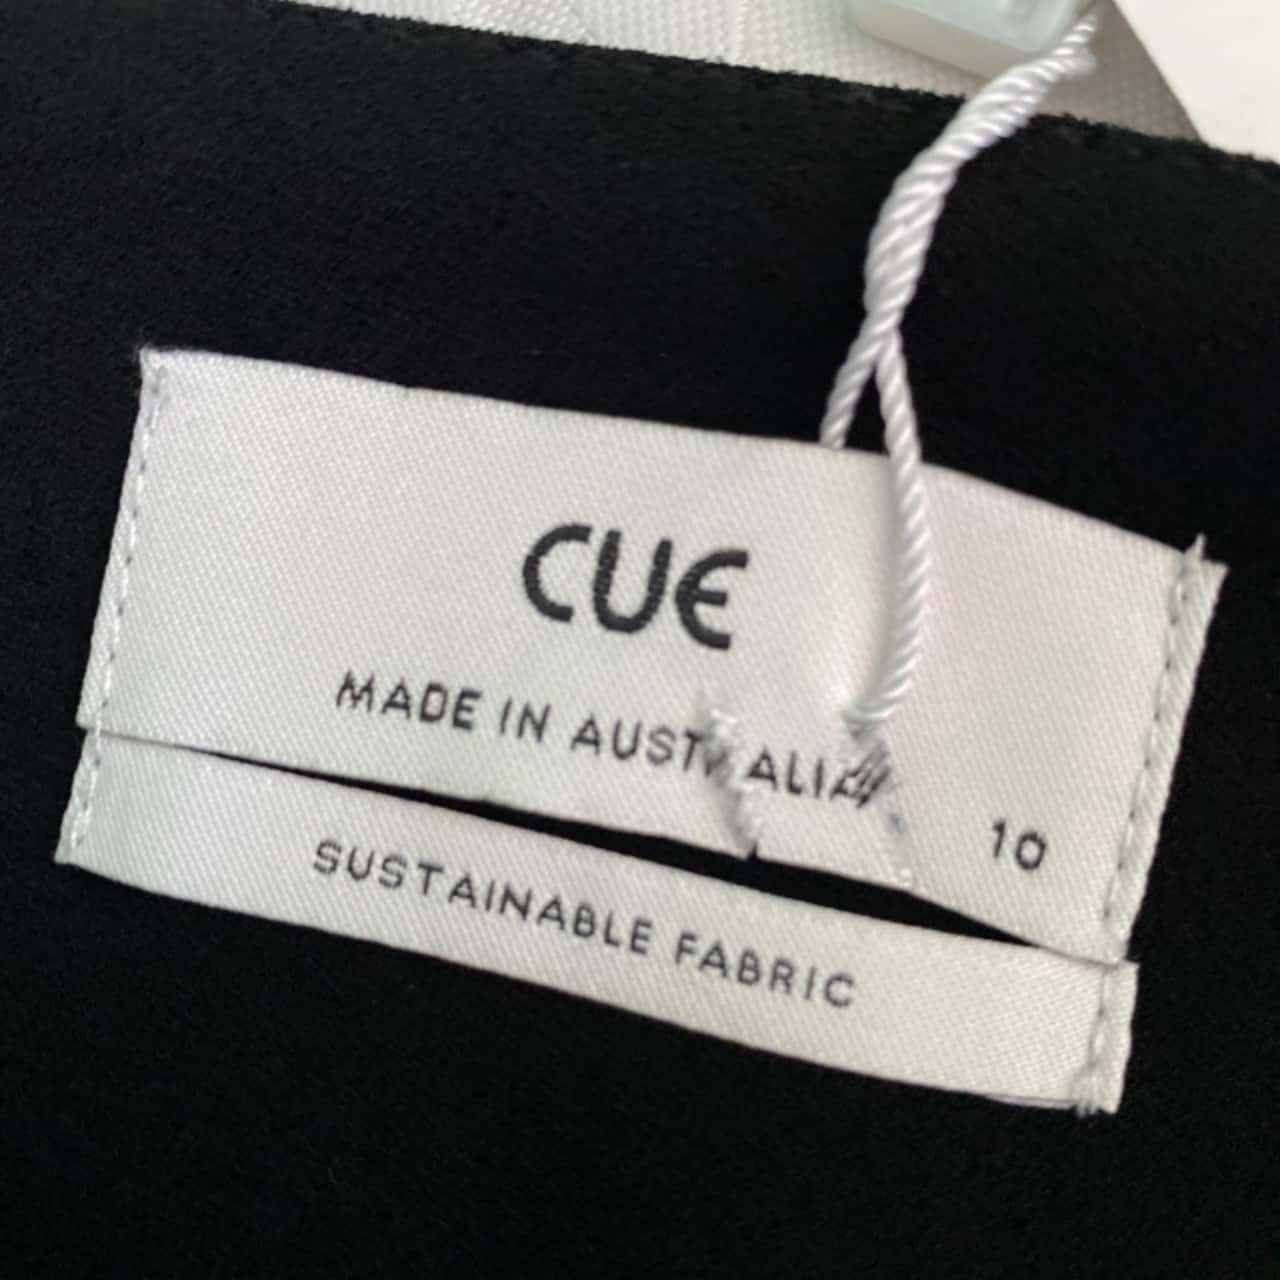 CUE
MADE IN AUSTRALIA
10
SUSTAINABLE FABRIC